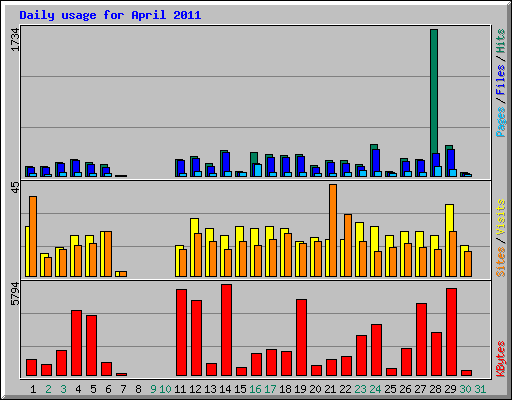 Daily usage for April 2011
1734
Pages / Files / Hits
45
Sites / Visits
5794
KBytes
1 2 3 4 5 6 7 8 9 10 11 12 13 14 15 16 17 18 19 20 21 22 23 24 25 26 27 28 29 30 31